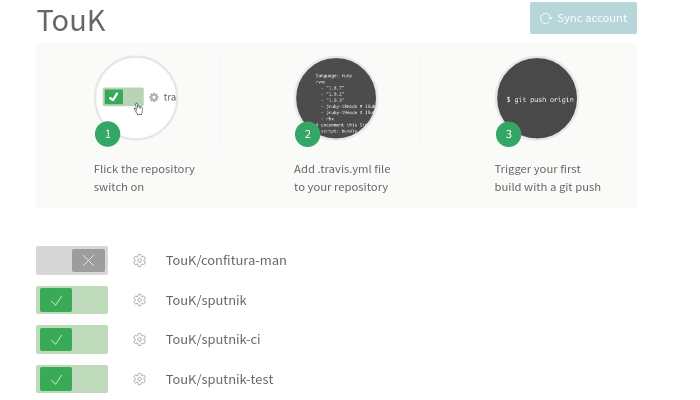 TouK
Sync account
tra
language: ruby
rvm:
- "1.8.7"
- "1.9.2"
- "1.9.3"
$ git push origin
1
2
3
Flick the repository
switch on
Add .travis.yml file
to your repository
Trigger your first
build with a git push
TouK/confitura-man
TouK/sputnik
TouK/sputnik-ci
TouK/sputnik-test